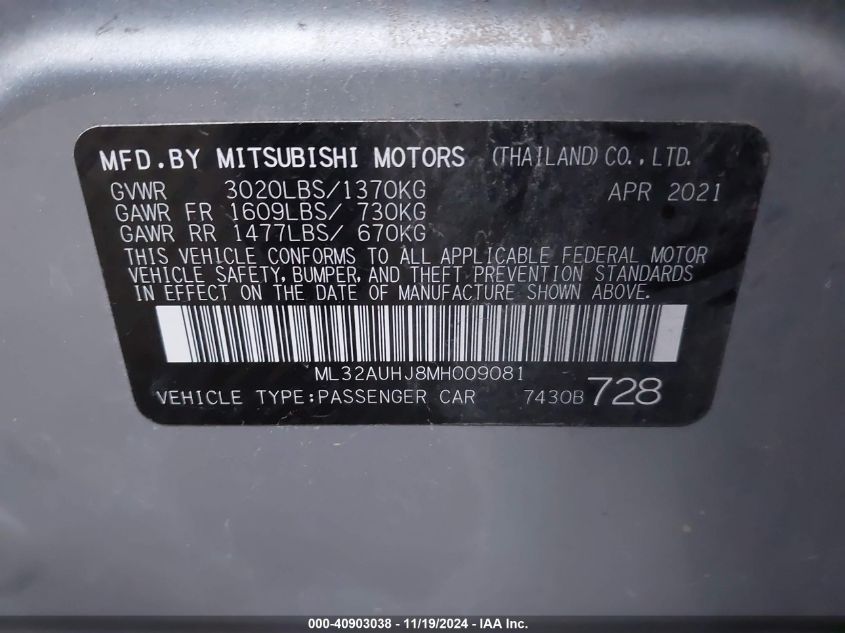 MFD.BY MITSUBISHI MOTORS (THAILAND) CO.,LTD.
GVWR 3020LBS/1370KG APR 2021
GAWR FR 1609LBS/ 730KG
GAWR RR 1477LBS/ 670KG
THIS VEHICLE CONFORMS TO ALL APPLICABLE FEDERAL MOTOR
VEHICLE SAFETY, BUMPER, AND THEFT PREVENTION STANDARDS
IN EFFECT ON THE DATE OF MANUFACTURE SHOWN ABOVE.
ML32AUHJ8MH009081
VEHICLE TYPE:PASSENGER CAR 7430B 728
000-40903038 - 11/19/2024 - IAA Inc.